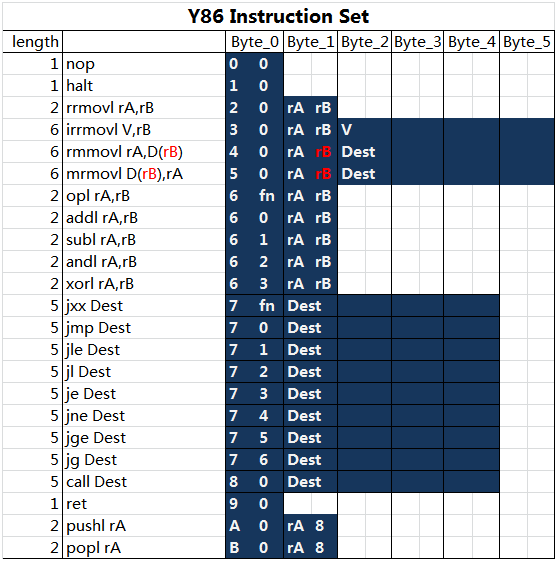 Y86 Instruction Set
length Byte_0 Byte_1 Byte_2 Byte_3 Byte_4 Byte_5
1 nop 0 0
1 halt 1 0
2 rrmovl rA,rB 2 0 rA rB
6 irrmovl V,rB 3 0 rA rB V
6 rmmovl rA,D(rB) 4 0 rA rB Dest
6 mrmovl D(rB),rA 5 0 rA rB Dest
2 opl rA,rB 6 fn rA rB
2 addl rA,rB 6 0 rA rB
2 subl rA,rB 6 1 rA rB
2 andl rA,rB 6 2 rA rB
2 xorl rA,rB 6 3 rA rB
5 jxx Dest 7 fn Dest
5 jmp Dest 7 0 Dest
5 jle Dest 7 1 Dest
5 jl Dest 7 2 Dest
5 je Dest 7 3 Dest
5 jne Dest 7 4 Dest
5 jge Dest 7 5 Dest
5 jg Dest 7 6 Dest
5 call Dest 8 0 Dest
1 ret 9 0
2 pushl rA A 0 rA 8
2 popl rA B 0 rA 8